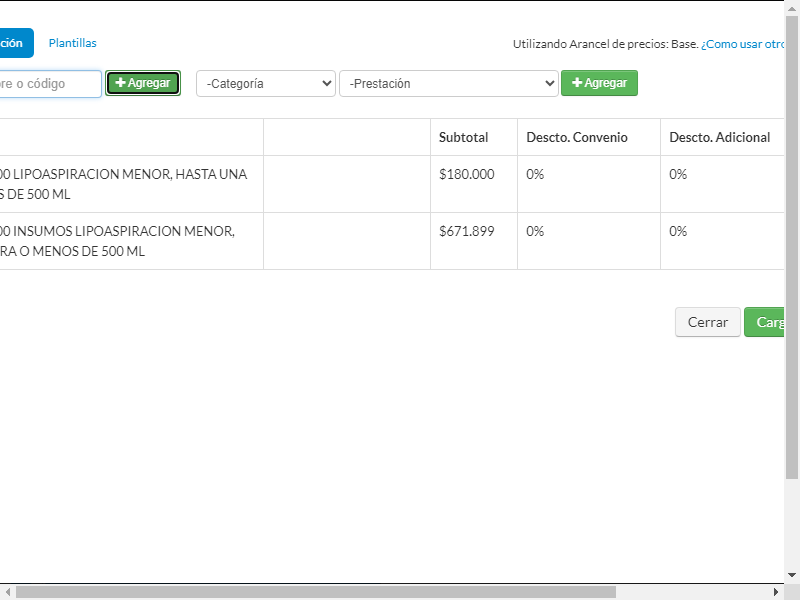 ción
Plantillas
Utilizando Arancel de precios: Base. ¿Como usar otro
re o código
Agregar
-Categoría
-Prestación
Agregar
Subtotal
Descto. Convenio
Descto. Adicional
00 LIPOASPIRACION MENOR, HASTA UNA
S DE 500 ML
$180.000
0%
0%
00 INSUMOS LIPOASPIRACION MENOR,
RA O MENOS DE 500 ML
$671.899
0%
0%
Cerrar
Carg